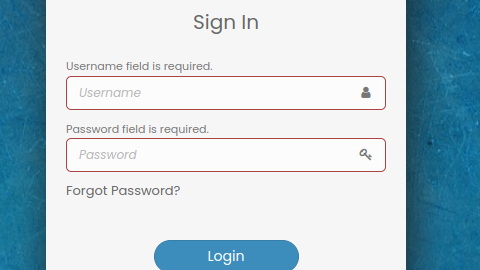 Sign In
Username field is required.
Username
Password field is required.
Password
Forgot Password?
Login